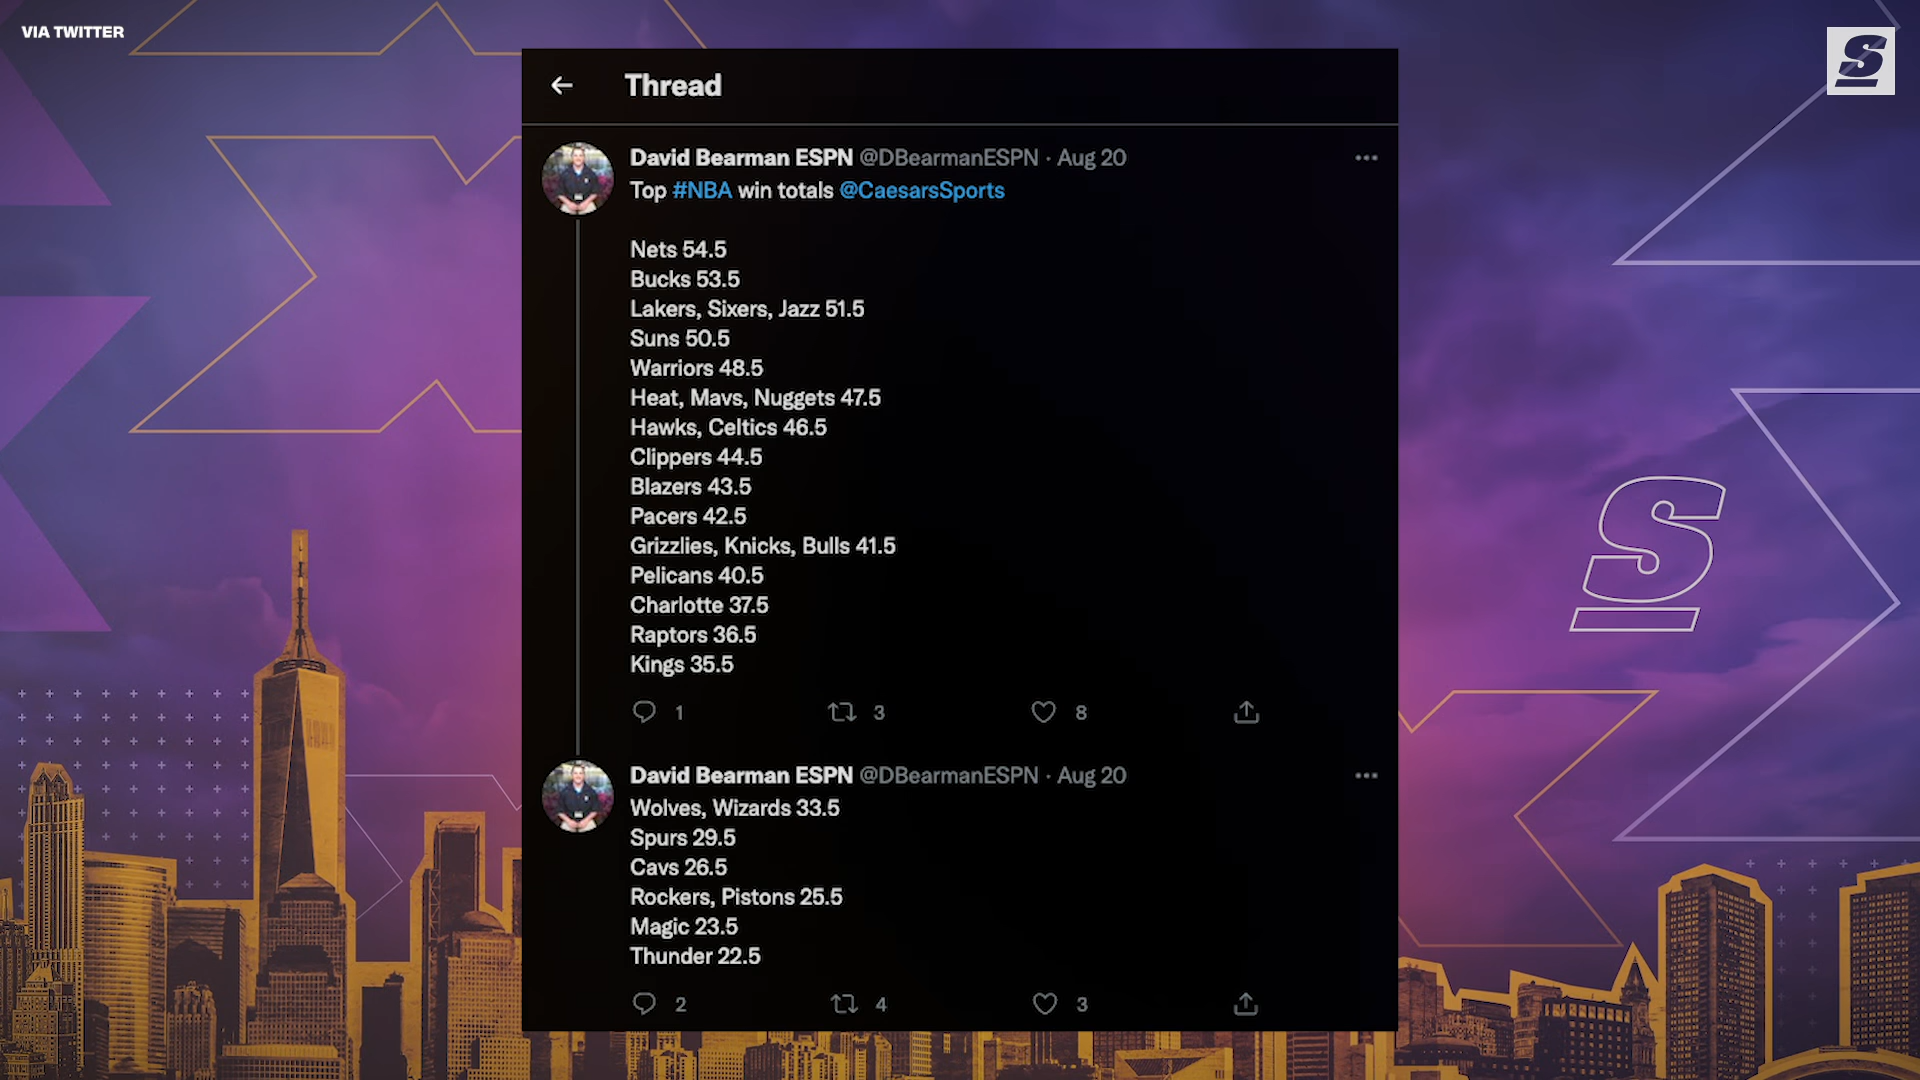 VIA TWITTER
S
Thread
David Bearman ESPN @DBearmanESPN · Aug 20
Top #NBA win totals @CaesarsSports
Nets 54.5
Bucks 53.5
Lakers, Sixers, Jazz 51.5
Suns 50.5
Warriors 48.5
Heat, Mavs, Nuggets 47.5
Hawks, Celtics 46.5
Clippers 44.5
Blazers 43.5
Pacers 42.5
Grizzlies, Knicks, Bulls 41.5
Pelicans 40.5
Charlotte 37.5
Raptors 36.5
Kings 35.5
1 3 8
David Bearman ESPN @DBearmanESPN · Aug 20
Wolves, Wizards 33.5
Spurs 29.5
Cavs 26.5
Rockers, Pistons 25.5
Magic 23.5
Thunder 22.5
2 4 3
S